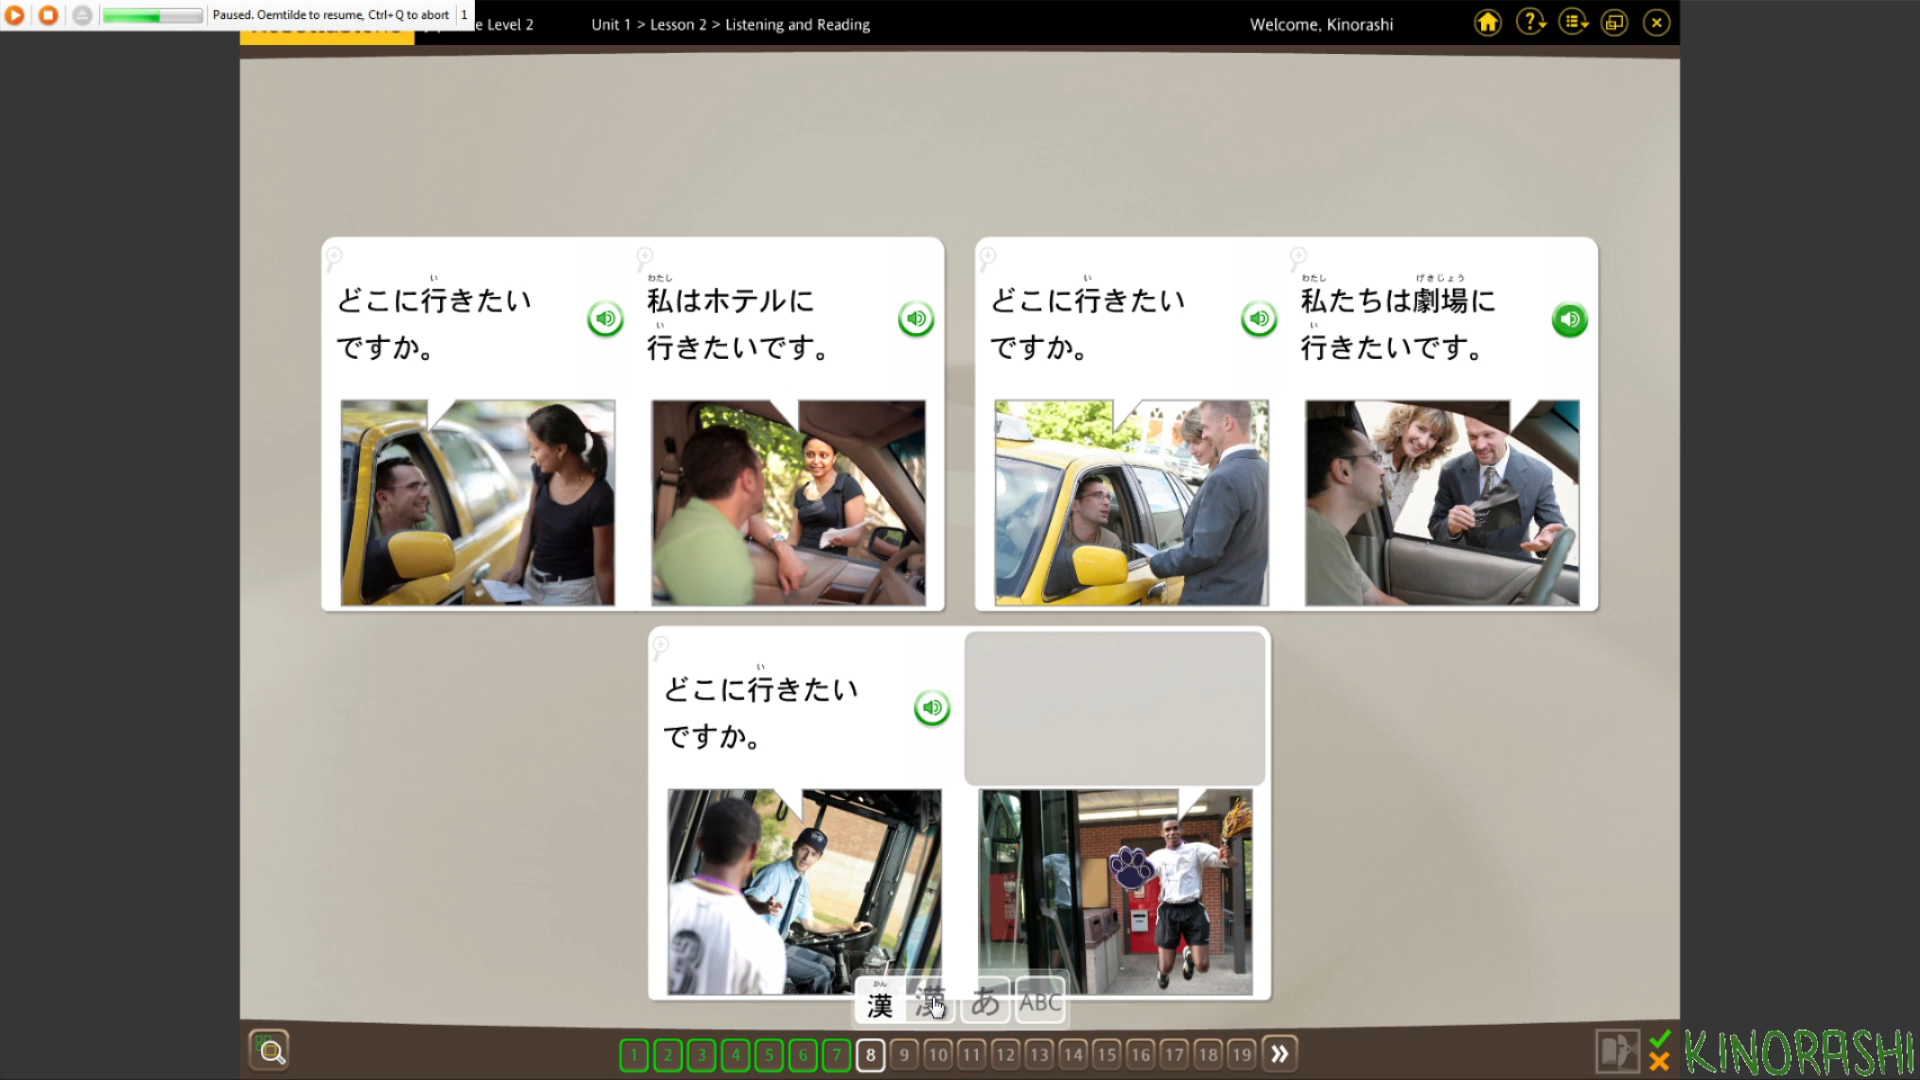 Paused. Oemtilde to resume, Ctrl+Q to abort
1
e Level 2
Unit 1 > Lesson 2 > Listening and Reading
Welcome, Kinorashi
?
い
どこに行きたい
ですか。
わたし
私はホテルに
い
行きたいです。
い
どこに行きたい
ですか。
わたし げきじょう
私たちは劇場に
い
行きたいです。
い
どこに行きたい
ですか。
かん
漢 漢 あ ABC
1 2 3 4 5 6 7 8 9 10 11 12 13 14 15 16 17 18 19
KINORASHI